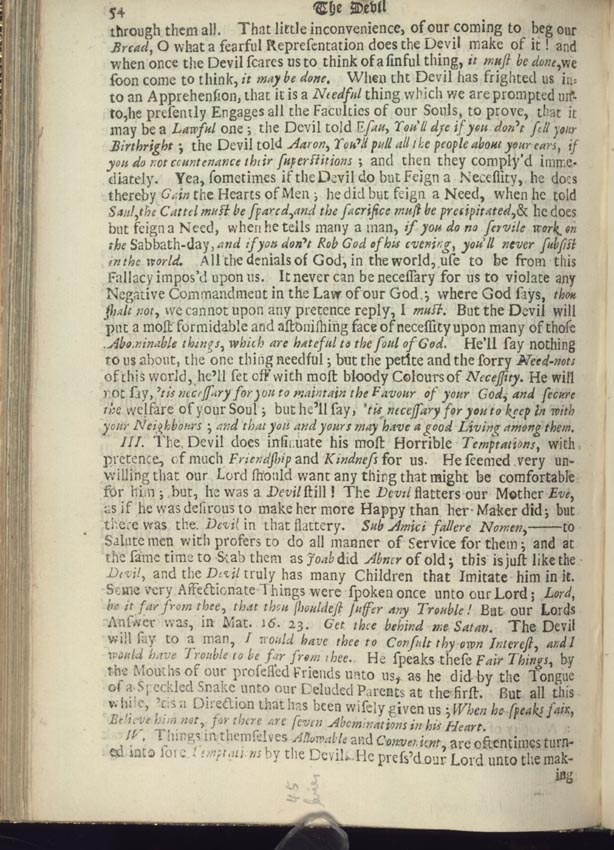 54 The Devil
through them all. That little inconvenience, of our coming to beg our
Bread, O what a fearful Repreſentation does the Devil make of it! and
when once the Devil ſcares us to think of a ſinful thing, it muſt be done, we
ſoon come to think, it may be done. When tht Devil has frighted us in-
to an Apprehenſion, that it is a Needful thing which we are prompted un-
to, he preſently Engages all the Faculties of our Souls, to prove, that it
may be a Lawful one; the Devil told Eſau, You'll dye if you don't ſell your
Birthright; the Devil told Aaron, You'll pull all the people about your ears, if
you do not countenance their ſuperſtitions; and then they comply'd imme-
diately. Yea, ſometimes if the Devil do but Feign a Neceſſity, he does
thereby Gain the Hearts of Men; he did but feign a Need, when he told
Saul, the Cattel muſt be ſpared, and the ſacrifice muſt be precipitated, & he does
but feign a Need, when he tells many a man, if you do no ſervile work on
the Sabbath-day, and if you don't Rob God of his evening, you'll never ſubſiſt
in the world. All the denials of God, in the world, uſe to be from this
Fallacy impos'd upon us. It never can be neceſſary for us to violate any
Negative Commandment in the Law of our God; where God ſays, thou
ſhalt not, we cannot upon any pretence reply, I muſt. But the Devil will
put a moſt formidable and aſtoniſhing face of neceſſity upon many of thoſe
Abominable things, which are hateful to the ſoul of God. He'll ſay nothing
to us about, the one thing needful; but the petite and the ſorry Need-nots
of this world, he'll ſet off with moſt bloody Colours of Neceſſity. He will
not ſay, 'tis neceſſary for you to maintain the Favour of your God, and ſecure
the welfare of your Soul; but he'll ſay, 'tis neceſſary for you to keep in with
your Neighbours; and that you and yours may have a good Living among them.
III. The Devil does inſinuate his moſt Horrible Temptations, with
pretence, of much Friendſhip and Kindneſs for us. He ſeemed very un-
willing that our Lord ſhould want any thing that might be comfortable
for him; but, he was a Devil ſtill! The Devil flatters our Mother Eve,
as if he was deſirous to make her more Happy than her Maker did; but
there was the Devil in that flattery. Sub Amici fallere Nomen,——to
Salute men with profers to do all manner of Service for them; and at
the ſame time to Stab them as Joab did Abner of old; this is juſt like the
Devil, and the Devil truly has many Children that Imitate him in it.
Some very Affectionate Things were ſpoken once unto our Lord; Lord,
be it far from thee, that thou ſhouldeſt ſuffer any Trouble! But our Lords
Anſwer was, in Mat. 16. 23. Get thee behind me Satan. The Devil
will ſay to a man, I would have thee to Conſult thy own Intereſt, and I
would have Trouble to be far from thee. He ſpeaks theſe Fair Things, by
the Mouths of our profeſſed Friends unto us, as he did by the Tongue
of a Speckled Snake unto our Deluded Parents at the firſt. But all this
while, 'tis a Direction that has been wiſely given us; When he ſpeaks fair,
Believe him not, for there are ſeven Abominations in his Heart.
IV. Things in themſelves Allowable and Convenient, are oftentimes turn-
ed into ſore Temptations by the Devil. He preſs'd our Lord unto the mak-
ing
45